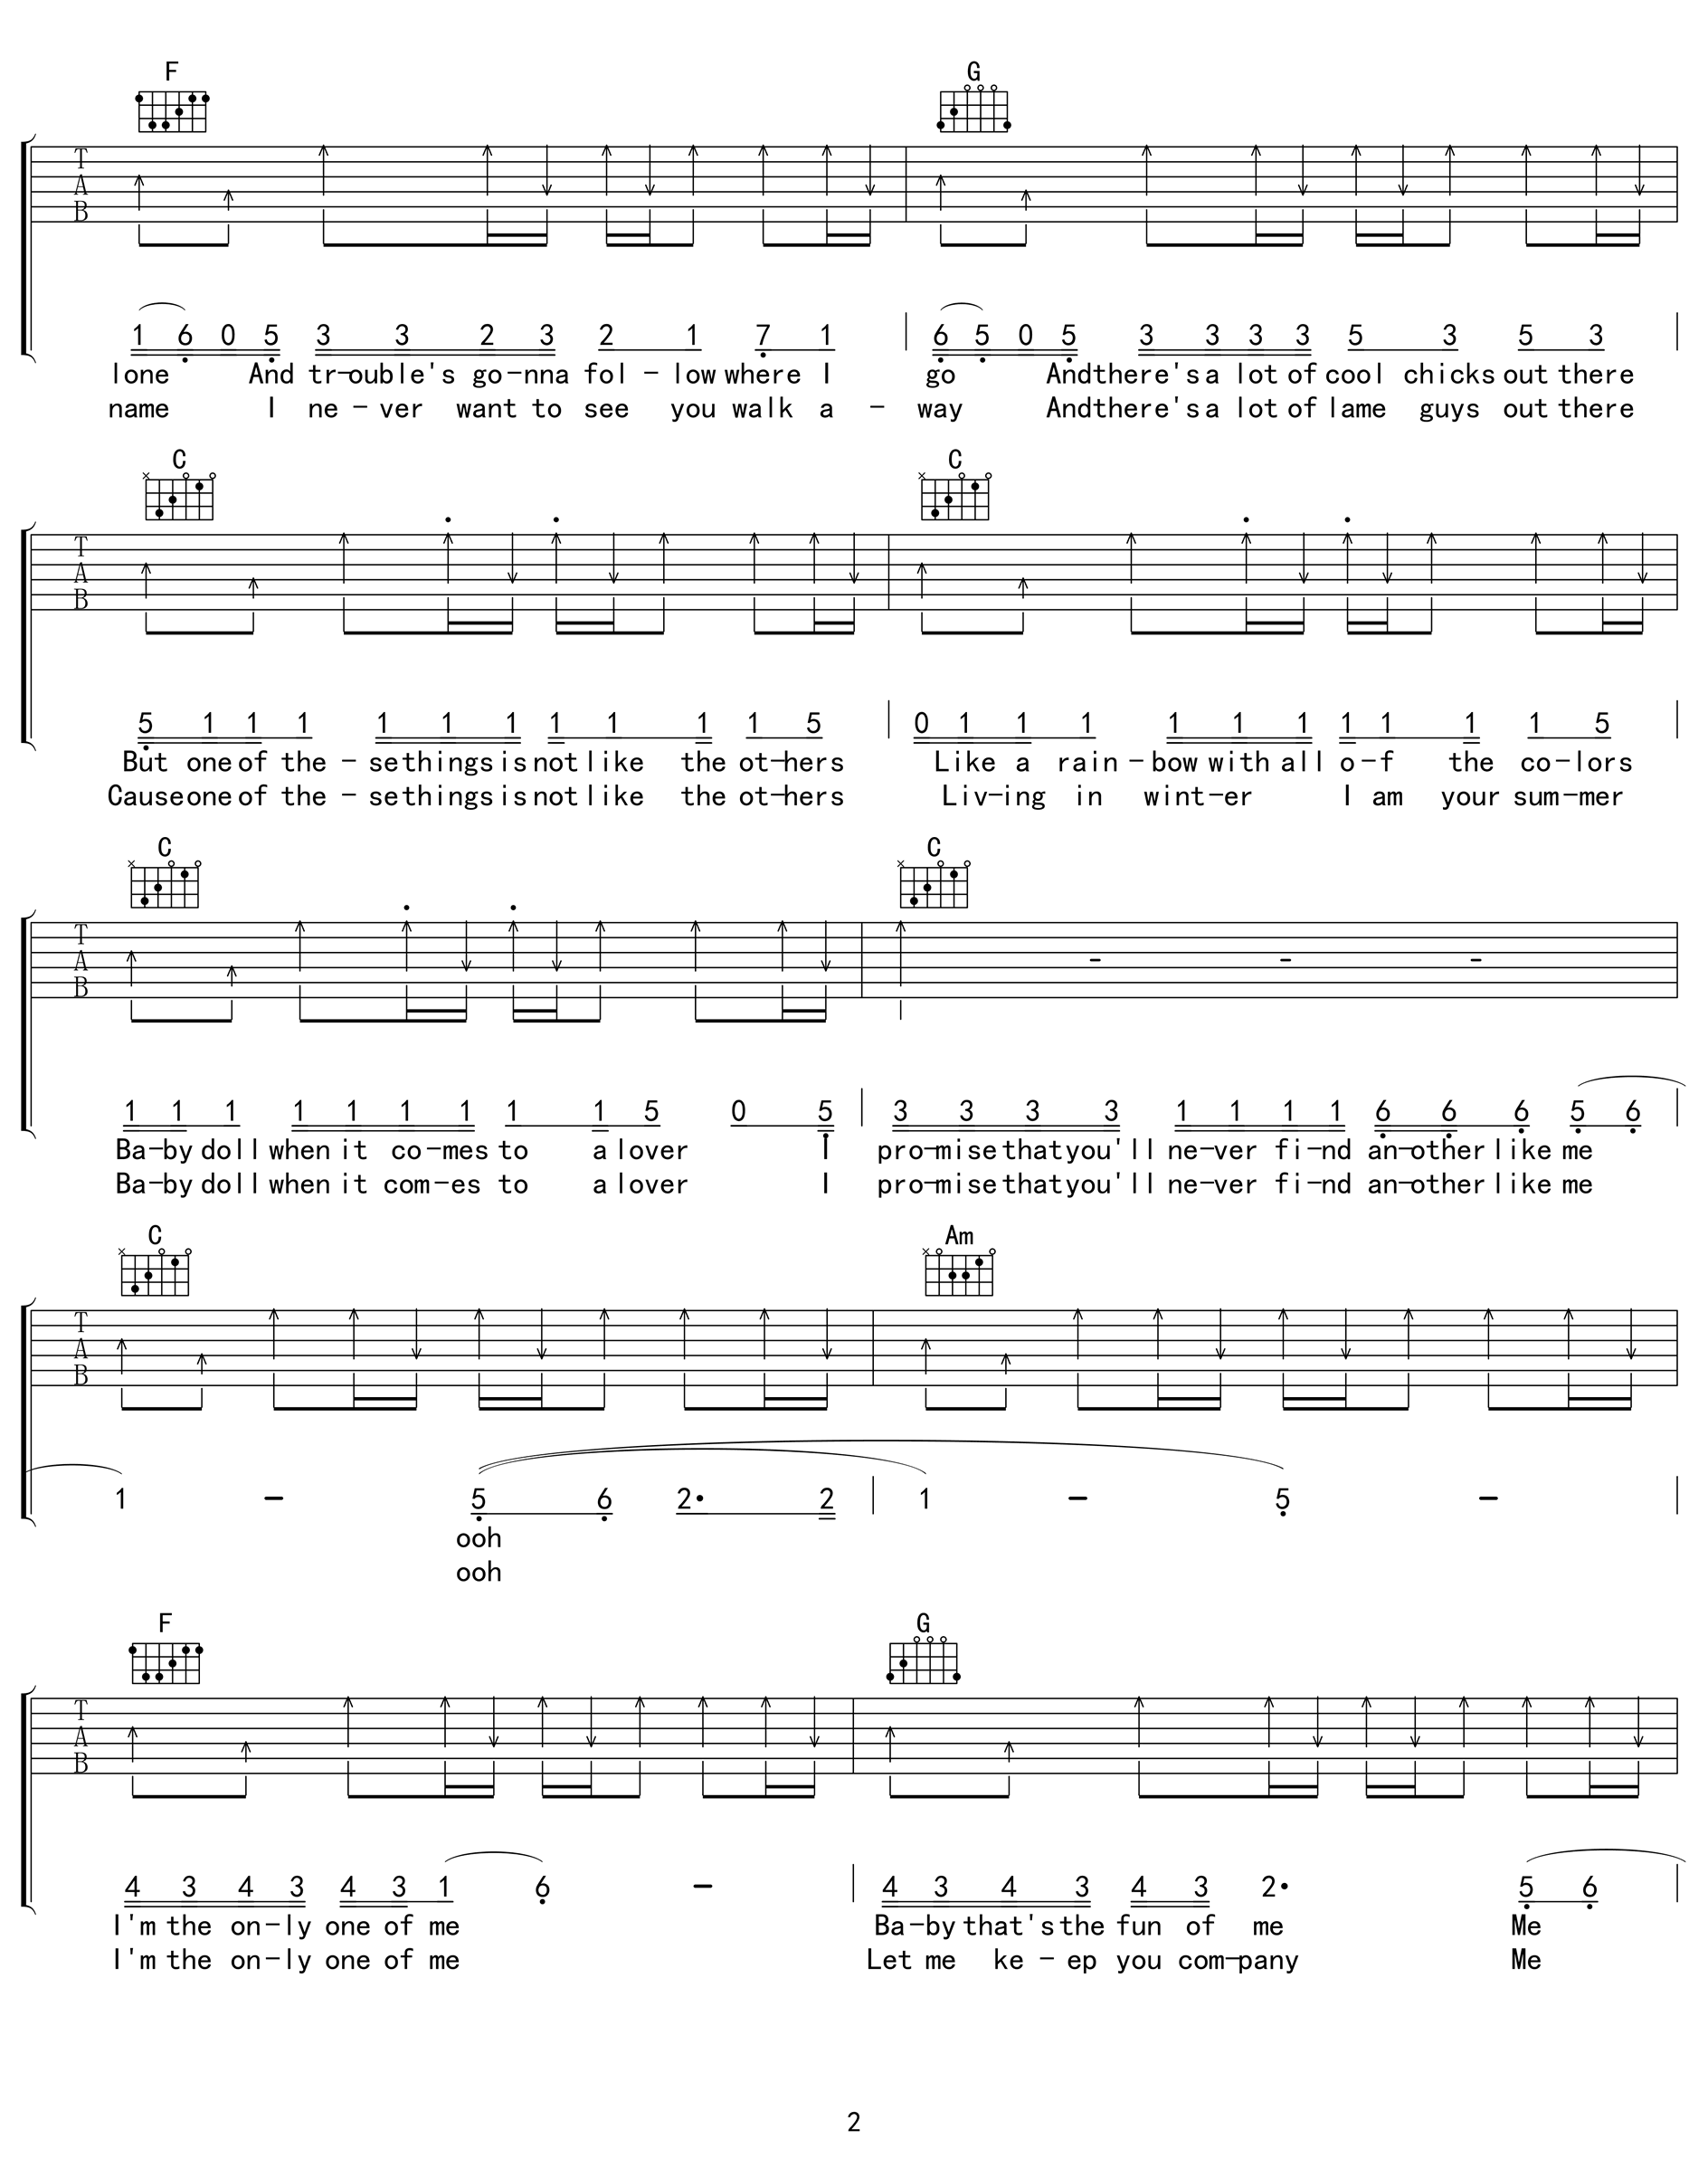 F G
T
A
B
1 6 0 5 3 3 2 3 2 1 7 1 6 5 0 5 3 3 3 3 5 3 5 3
lone And tr-ouble's go-nna fol - low where I go And there's a lot of cool chicks out there
name I ne - ver want to see you walk a - way And there's a lot of lame guys out there
C C
T
A
B
5 1 1 1 1 1 1 1 1 1 1 5 0 1 1 1 1 1 1 1 1 1 1 5
But one of the - se things is not like the ot-hers Like a rain - bow with all o-f the co-lors
Cause one of the - se things is not like the ot-hers Liv-ing in wint-er I am your sum-mer
C C
T
A
B
1 1 1 1 1 1 1 1 1 5 0 5 3 3 3 3 1 1 1 1 6 6 6 5 6
Ba-by doll when it co-mes to a lover I pro-mise that you'll ne-ver fi-nd an-other like me
Ba-by doll when it com-es to a lover I pro-mise that you'll ne-ver fi-nd an-other like me
C Am
T
A
B
1 - 5 6 2· 2 1 - 5 -
ooh
ooh
F G
T
A
B
4 3 4 3 4 3 1 6 - 4 3 4 3 4 3 2· 5 6
I'm the on-ly one of me Ba-by that's the fun of me Me
I'm the on-ly one of me Let me ke - ep you com-pany Me
2